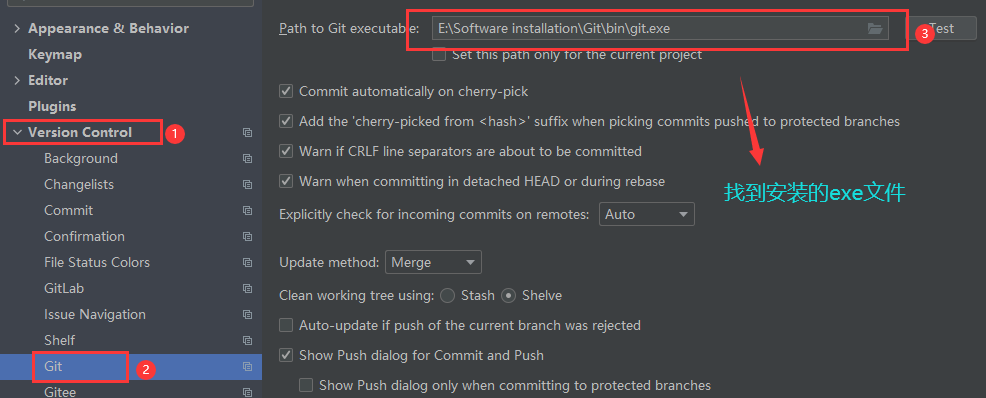 Appearance & Behavior
Keymap
Editor
Plugins
Version Control
1
Background
Changelists
Commit
Confirmation
File Status Colors
GitLab
Issue Navigation
Shelf
Git
2
Gitee
Path to Git executable: E:\Software installation\Git\bin\git.exe
3
Test
Set this path only for the current project
Commit automatically on cherry-pick
Add the 'cherry-picked from <hash>' suffix when picking commits pushed to protected branches
Warn if CRLF line separators are about to be committed
Warn when committing in detached HEAD or during rebase
找到安装的exe文件
Explicitly check for incoming commits on remotes: Auto
Update method: Merge
Clean working tree using: Stash Shelve
Auto-update if push of the current branch was rejected
Show Push dialog for Commit and Push
Show Push dialog only when committing to protected branches